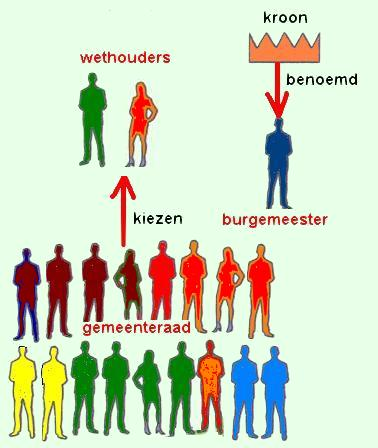 kroon
wethouders
benoemd
kiezen
burgemeester
gemeenteraad